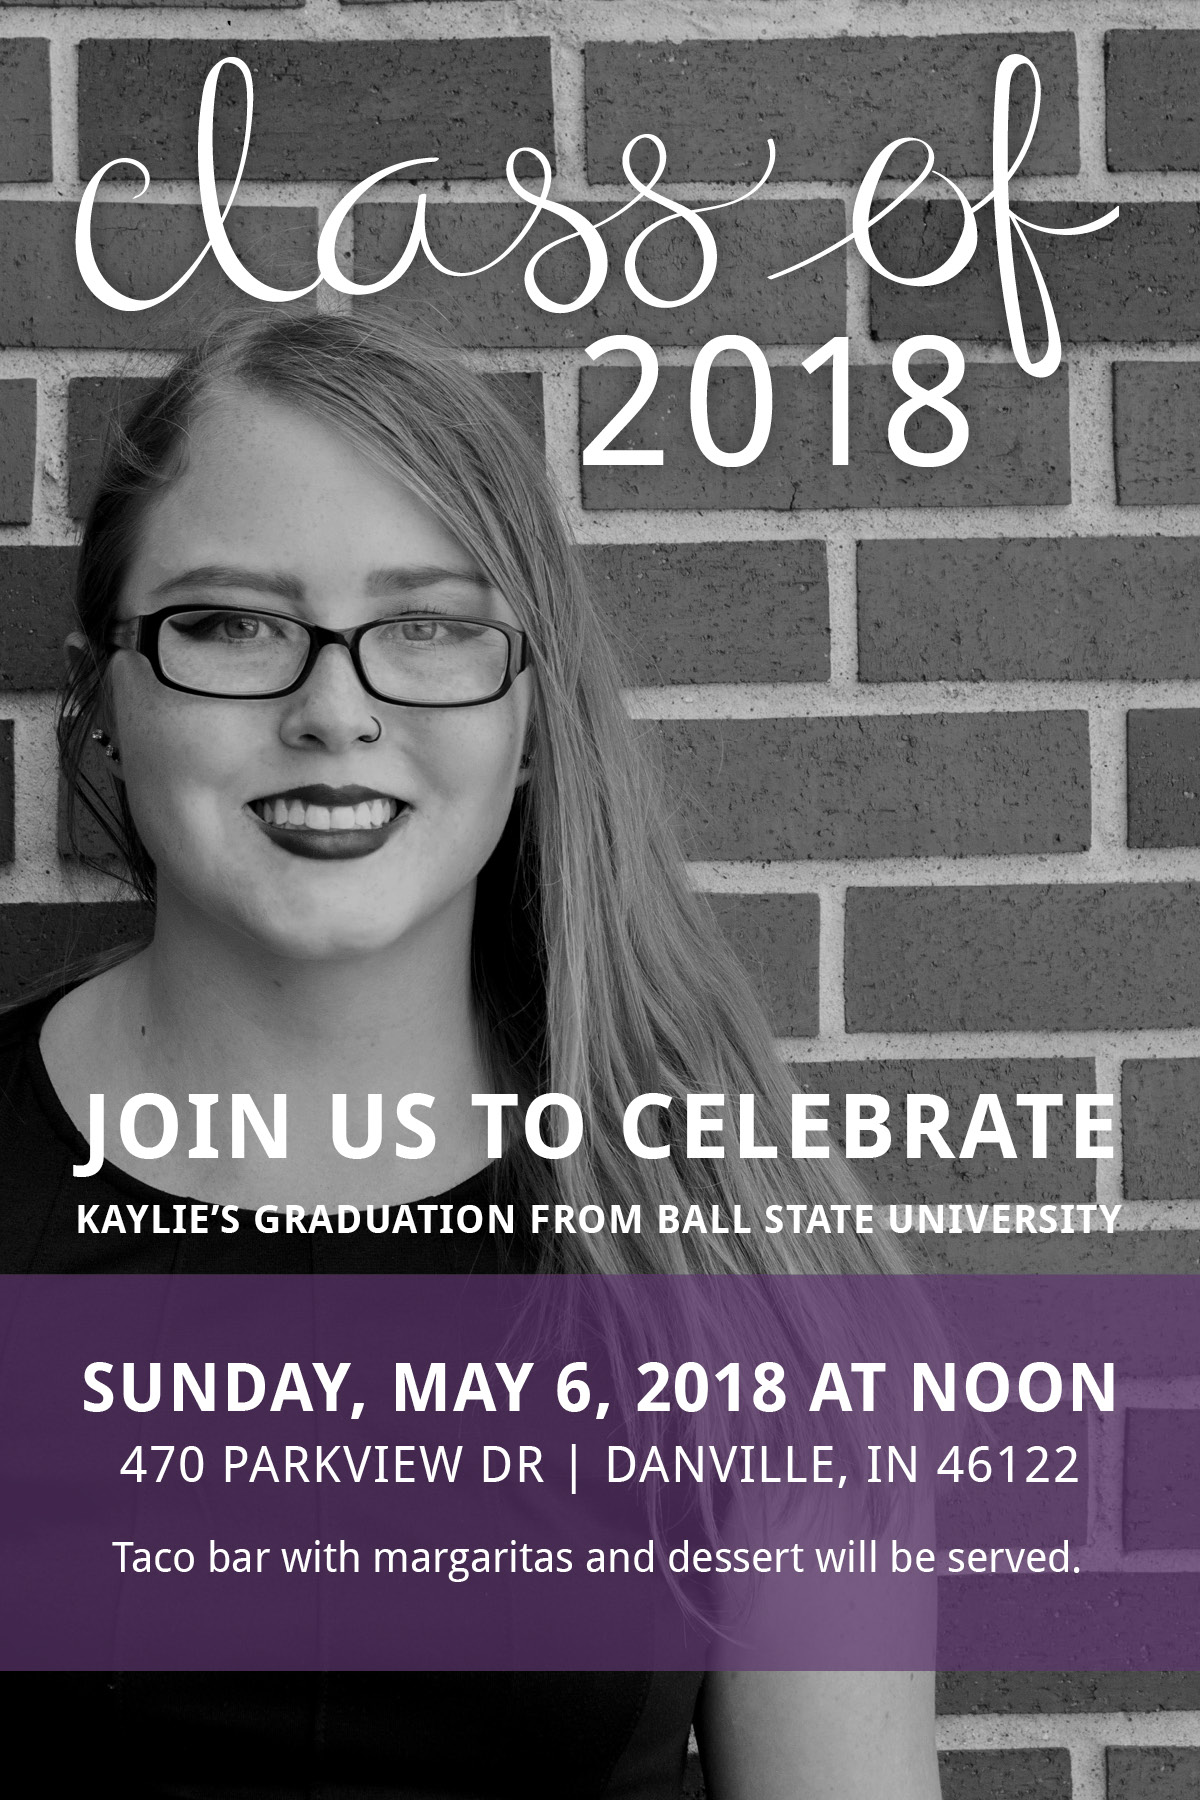 class of
2018
JOIN US TO CELEBRATE
KAYLIE’S GRADUATION FROM BALL STATE UNIVERSITY
SUNDAY, MAY 6, 2018 AT NOON
470 PARKVIEW DR | DANVILLE, IN 46122
Taco bar with margaritas and dessert will be served.